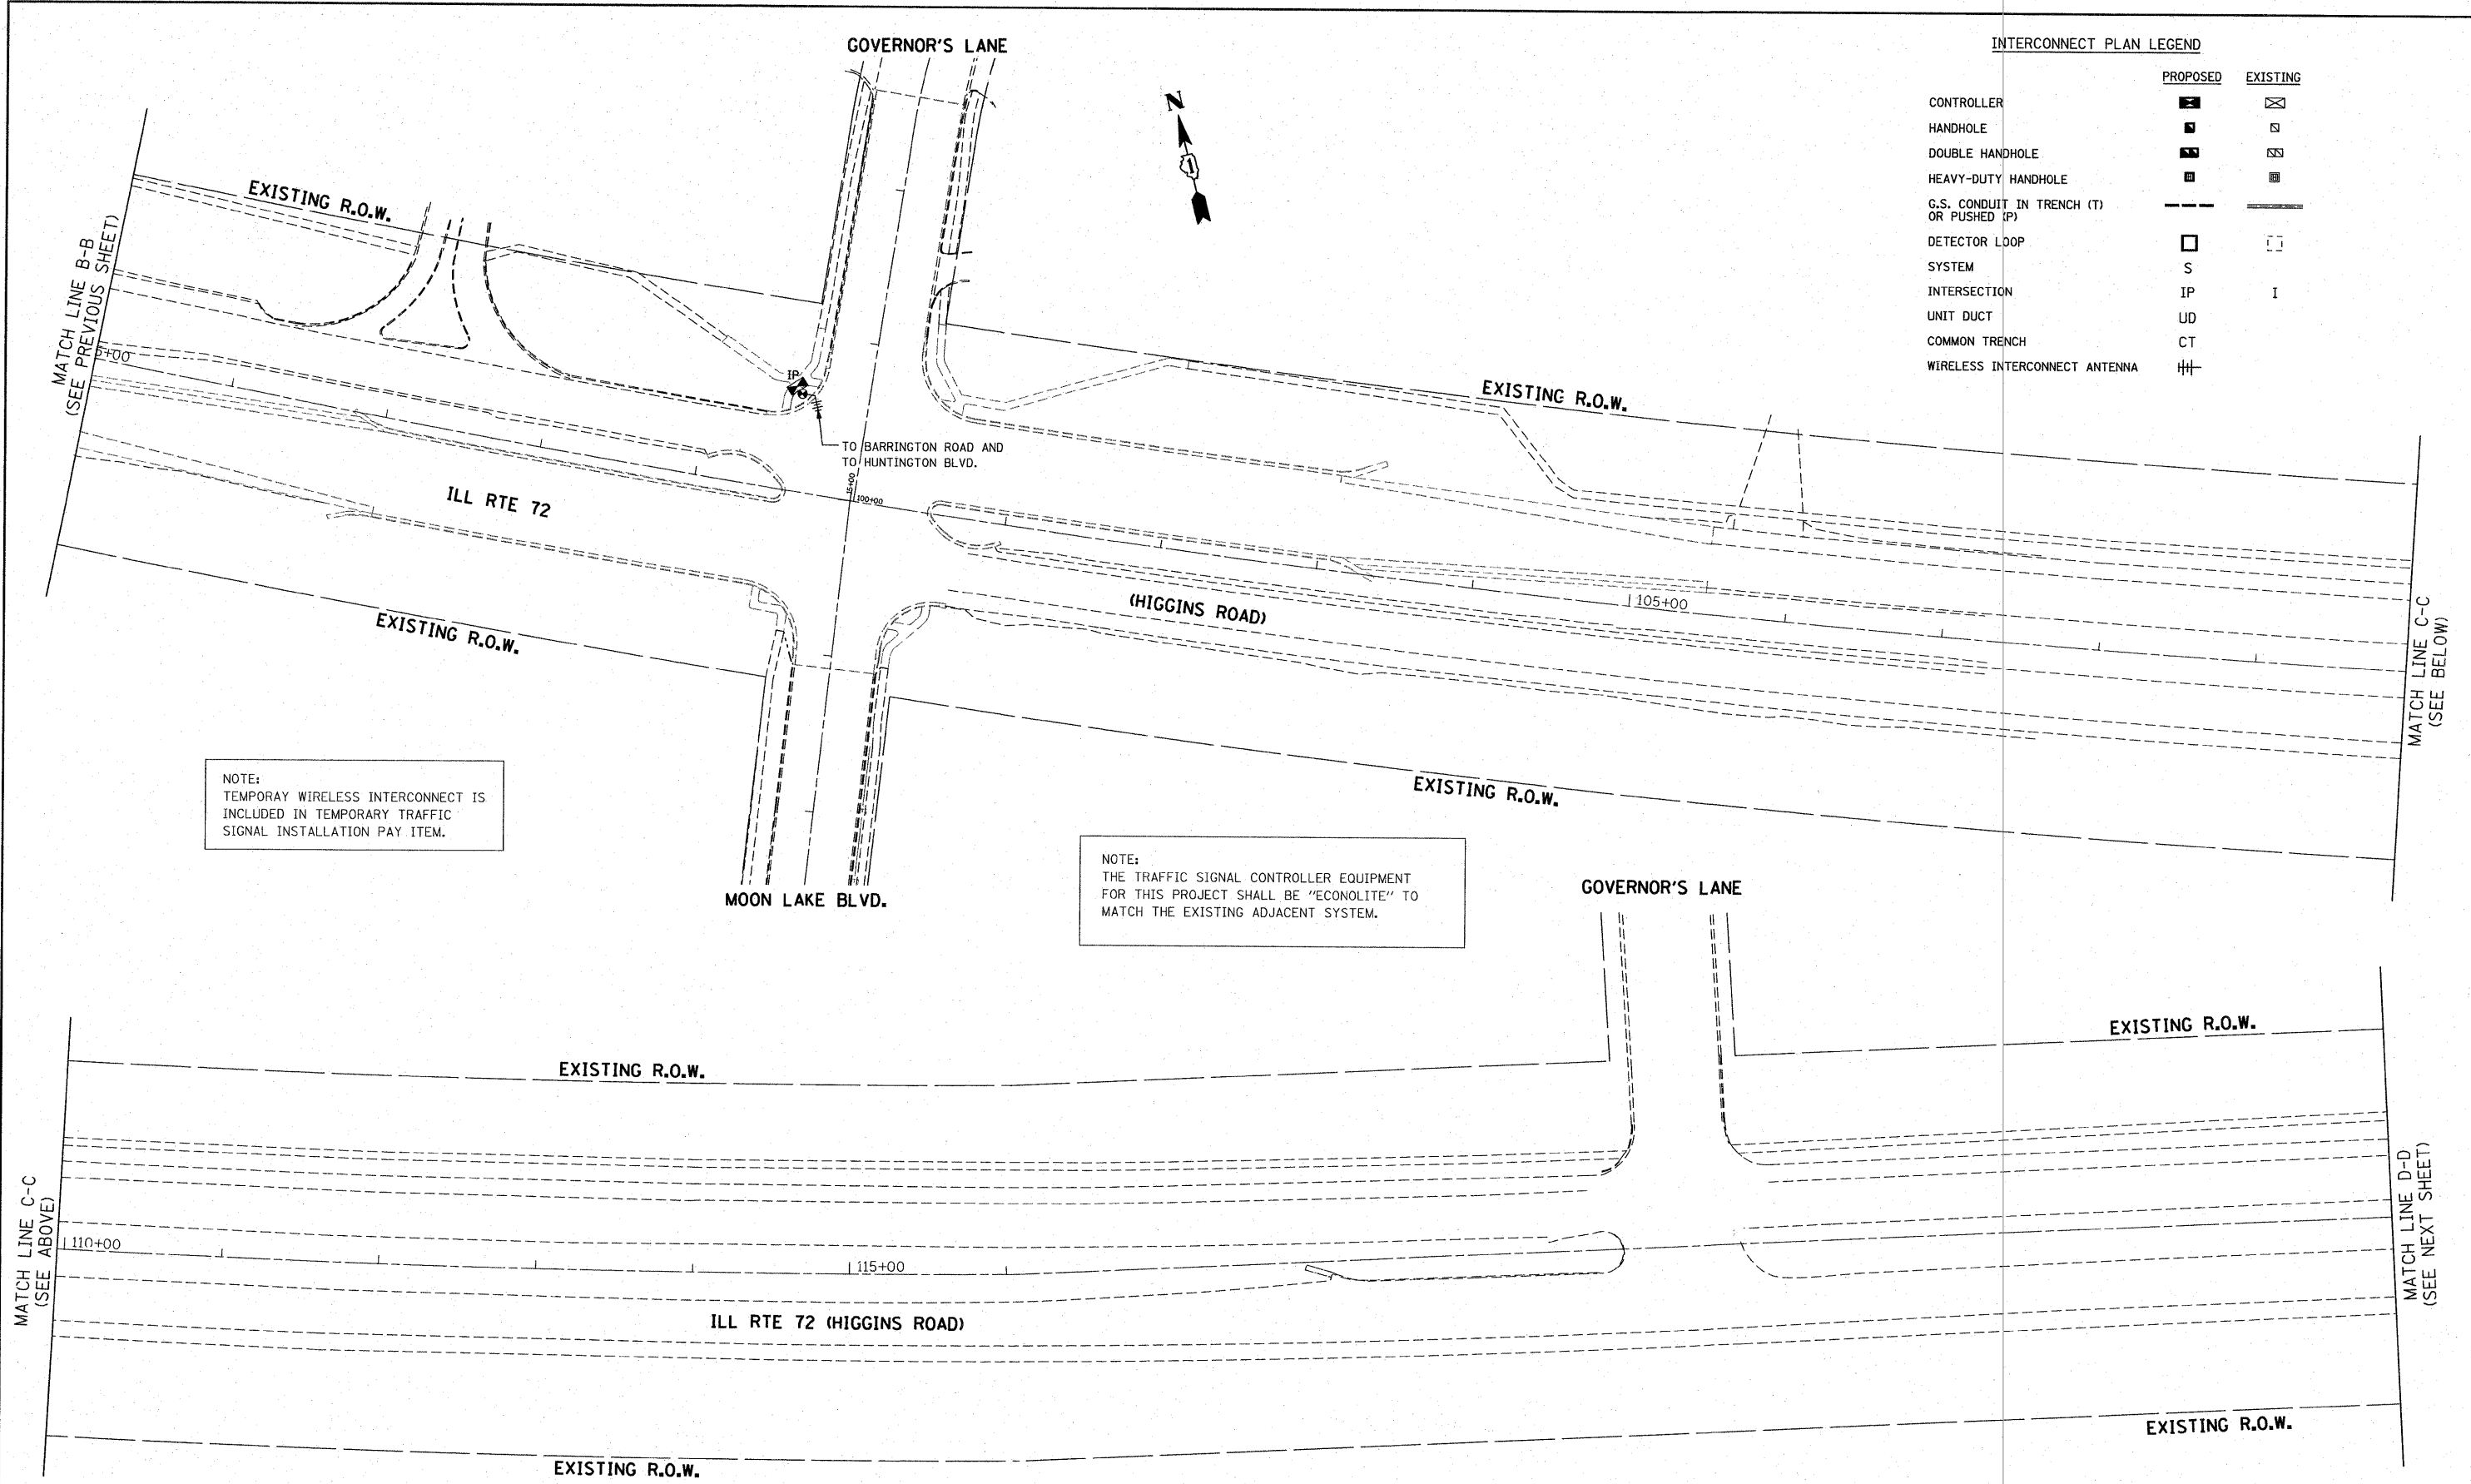 GOVERNOR'S LANE
N
1
INTERCONNECT PLAN LEGEND
PROPOSED EXISTING
CONTROLLER
HANDHOLE
DOUBLE HANDHOLE
HEAVY-DUTY HANDHOLE
G.S. CONDUIT IN TRENCH (T)
OR PUSHED (P)
DETECTOR LOOP
SYSTEM S
INTERSECTION IP I
UNIT DUCT UD
COMMON TRENCH CT
WIRELESS INTERCONNECT ANTENNA
EXISTING R.O.W.
MATCH LINE B-B
(SEE PREVIOUS SHEET)
5+00
IP
EXISTING R.O.W.
TO BARRINGTON ROAD AND
TO HUNTINGTON BLVD.
15+00
100+00
ILL RTE 72
(HIGGINS ROAD)
105+00
MATCH LINE C-C
(SEE BELOW)
EXISTING R.O.W.
EXISTING R.O.W.
NOTE:
TEMPORAY WIRELESS INTERCONNECT IS
INCLUDED IN TEMPORARY TRAFFIC
SIGNAL INSTALLATION PAY ITEM.
MOON LAKE BLVD.
NOTE:
THE TRAFFIC SIGNAL CONTROLLER EQUIPMENT
FOR THIS PROJECT SHALL BE "ECONOLITE" TO
MATCH THE EXISTING ADJACENT SYSTEM.
GOVERNOR'S LANE
EXISTING R.O.W.
EXISTING R.O.W.
MATCH LINE C-C
(SEE ABOVE)
110+00
115+00
ILL RTE 72 (HIGGINS ROAD)
MATCH LINE D-D
(SEE NEXT SHEET)
EXISTING R.O.W.
EXISTING R.O.W.